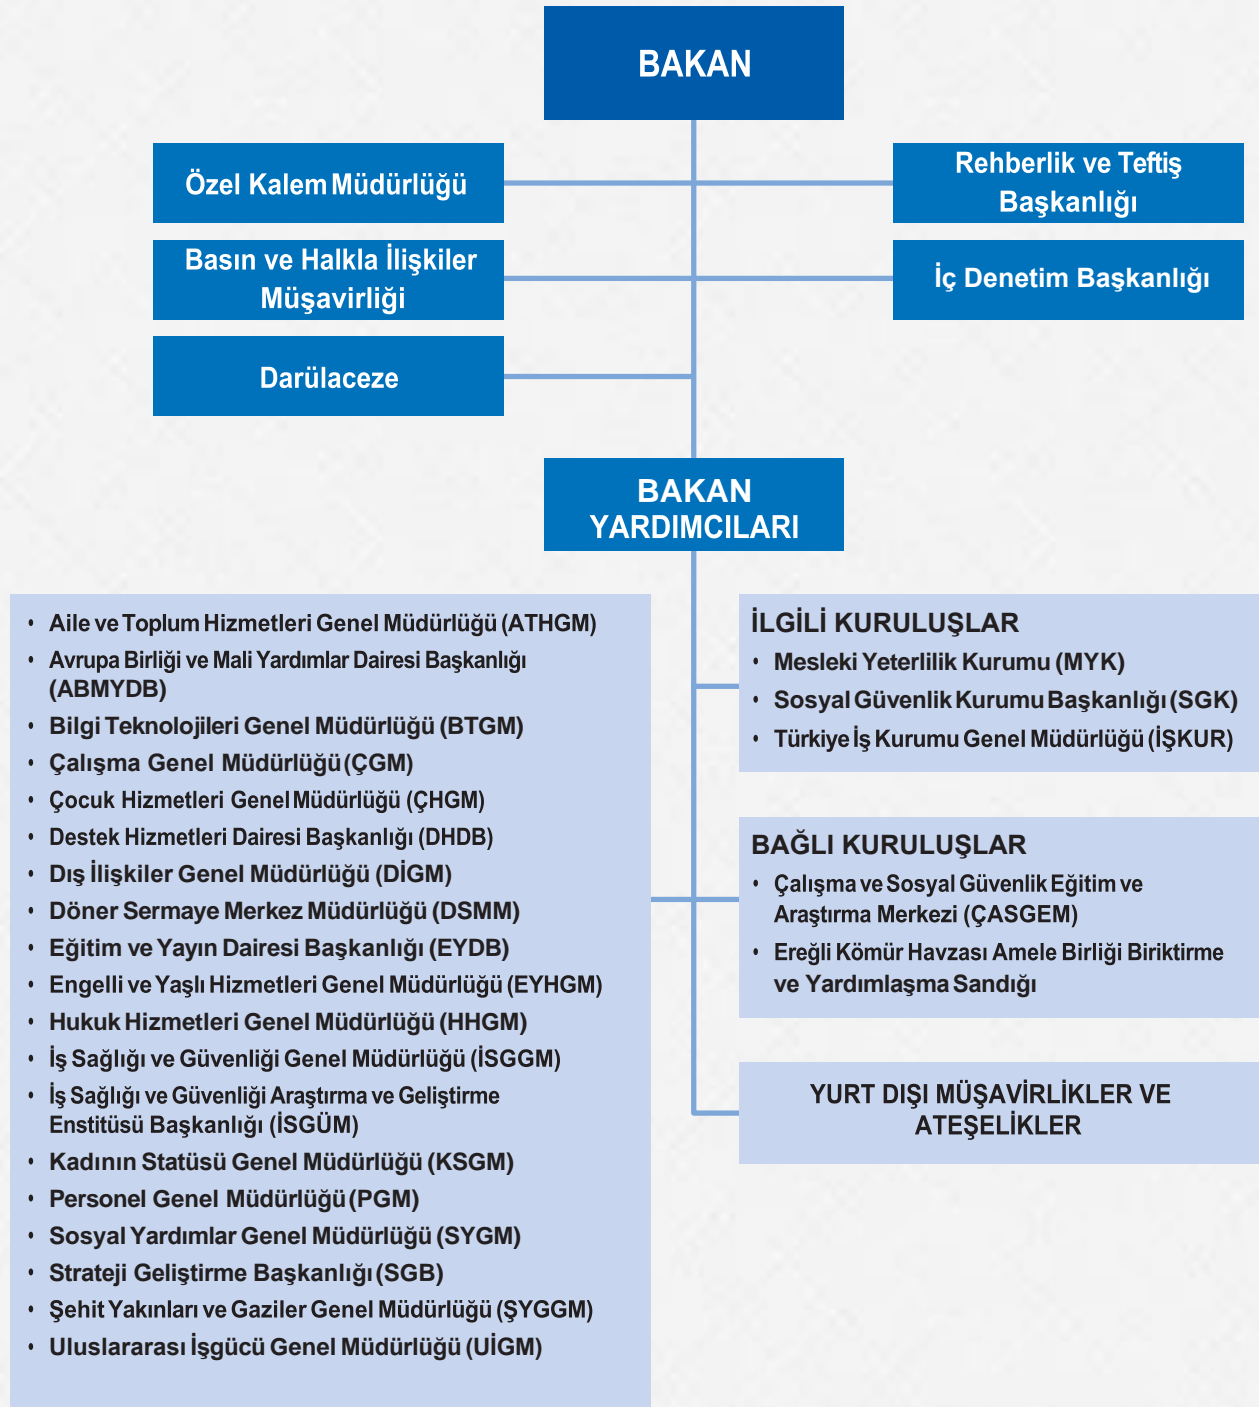 BAKAN
Özel Kalem Müdürlüğü
Rehberlik ve Teftiş
Başkanlığı
Basın ve Halkla İlişkiler
Müşavirliği
İç Denetim Başkanlığı
Darülaceze
BAKAN
YARDIMCILARI
• Aile ve Toplum Hizmetleri Genel Müdürlüğü (ATHGM)
• Avrupa Birliği ve Mali Yardımlar Dairesi Başkanlığı
(ABMYDB)
• Bilgi Teknolojileri Genel Müdürlüğü (BTGM)
• Çalışma Genel Müdürlüğü (ÇGM)
• Çocuk Hizmetleri Genel Müdürlüğü (ÇHGM)
• Destek Hizmetleri Dairesi Başkanlığı (DHDB)
• Dış İlişkiler Genel Müdürlüğü (DİGM)
• Döner Sermaye Merkez Müdürlüğü (DSMM)
• Eğitim ve Yayın Dairesi Başkanlığı (EYDB)
• Engelli ve Yaşlı Hizmetleri Genel Müdürlüğü (EYHGM)
• Hukuk Hizmetleri Genel Müdürlüğü (HHGM)
• İş Sağlığı ve Güvenliği Genel Müdürlüğü (İSGGM)
• İş Sağlığı ve Güvenliği Araştırma ve Geliştirme
Enstitüsü Başkanlığı (İSGÜM)
• Kadının Statüsü Genel Müdürlüğü (KSGM)
• Personel Genel Müdürlüğü (PGM)
• Sosyal Yardımlar Genel Müdürlüğü (SYGM)
• Strateji Geliştirme Başkanlığı (SGB)
• Şehit Yakınları ve Gaziler Genel Müdürlüğü (ŞYGGM)
• Uluslararası İşgücü Genel Müdürlüğü (UİGM)
İLGİLİ KURULUŞLAR
• Mesleki Yeterlilik Kurumu (MYK)
• Sosyal Güvenlik Kurumu Başkanlığı (SGK)
• Türkiye İş Kurumu Genel Müdürlüğü (İŞKUR)
BAĞLI KURULUŞLAR
• Çalışma ve Sosyal Güvenlik Eğitim ve
Araştırma Merkezi (ÇASGEM)
• Ereğli Kömür Havzası Amele Birliği Biriktirme
ve Yardımlaşma Sandığı
YURT DIŞI MÜŞAVİRLİKLER VE
ATEŞELİKLER